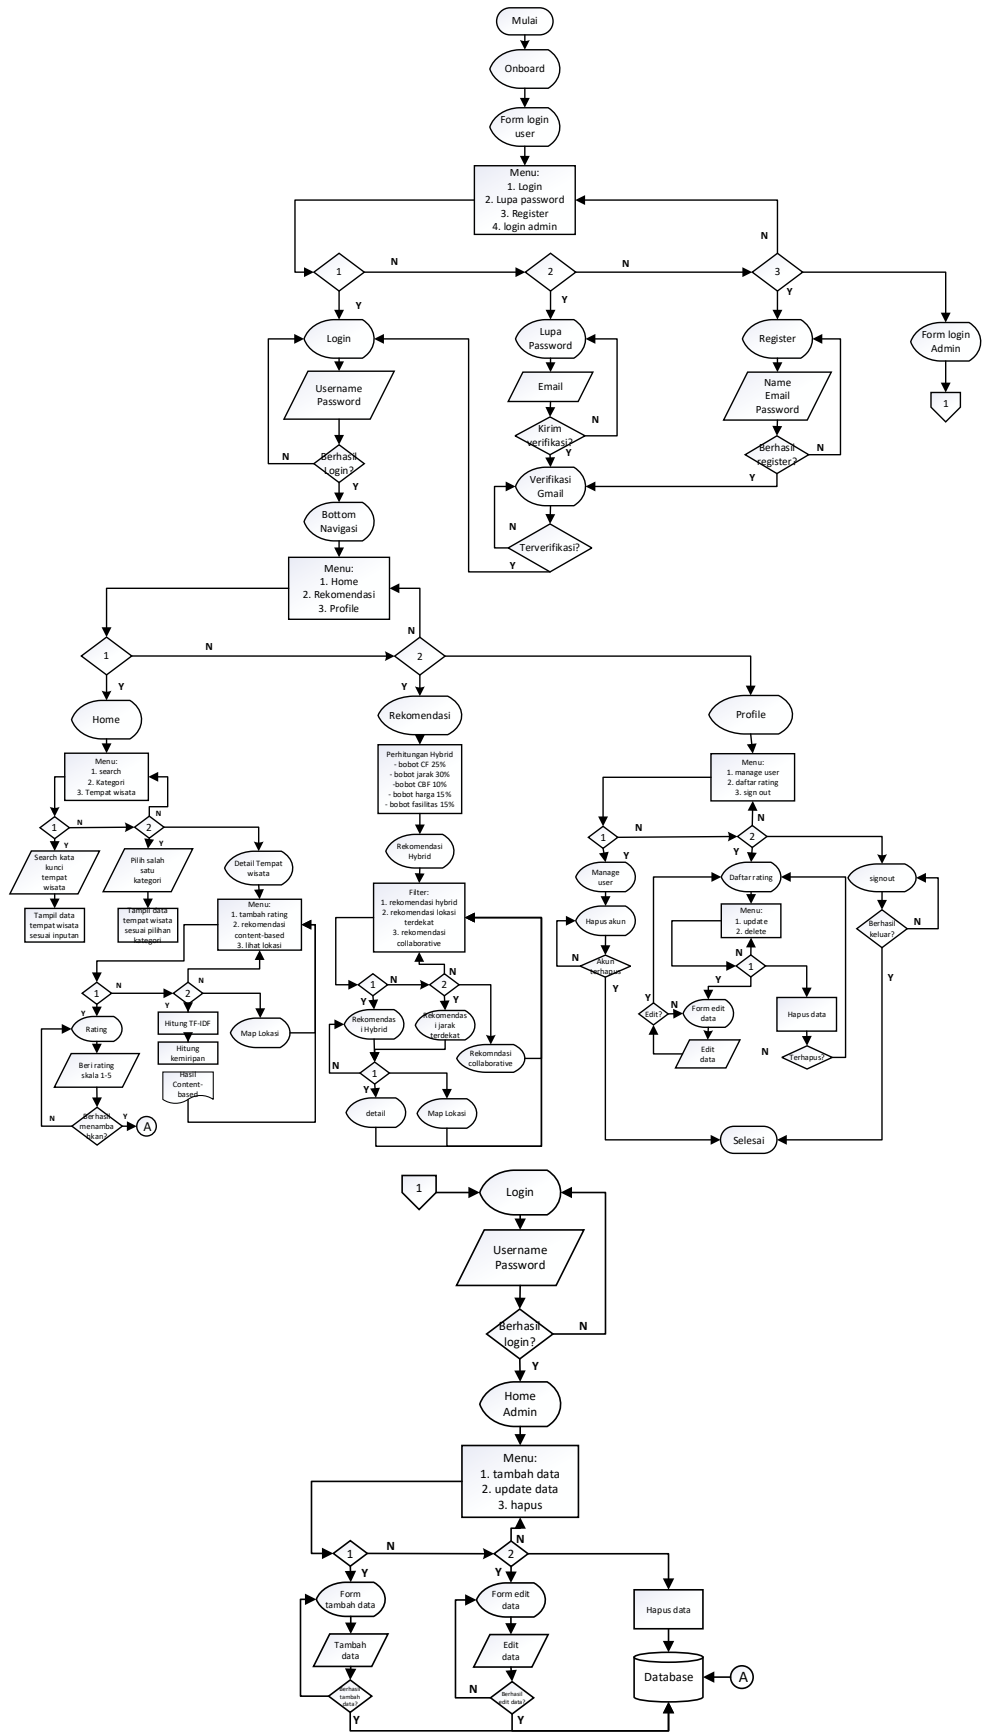 Mulai
Onboard
Form login
user
Menu:
1. Login
2. Lupa password
3. Register
4. login admin
N
1
N
2
N
3
Y
Y
Y
Login
Lupa
Password
Register
Form login
Admin
Username
Password
Email
Name
Email
Password
1
N
Kirim
verifikasi?
Y
N
Berhasil
Login?
Berhasil
register?
N
Y
Y
Verifikasi
Gmail
Bottom
Navigasi
N
Terverifikasi?
Y
Menu:
1. Home
2. Rekomendasi
3. Profile
N
1
N
2
Y
Y
Home
Rekomendasi
Profile
Menu:
1. search
2. Kategori
3. Tempat wisata
Perhitungan Hybrid
- bobot CF 25%
- bobot jarak 30%
-bobot CBF 10%
- bobot harga 15%
- bobot fasilitas 15%
Menu:
1. manage user
2. daftar rating
3. sign out
N
1
N
2
Y
Y
N
1
N
2
Y
Y
Search kata
kunci
tempat
wisata
Pilih salah
satu
kategori
Detail Tempat
wisata
Rekomendasi
Hybrid
Manage
user
Daftar rating
signout
Tampil data
tempat wisata
sesuai inputan
Tampil data
tempat wisata
sesuai pilihan
kategori
Menu:
1. tambah rating
2. rekomendasi
content-based
3. lihat lokasi
Filter:
1. rekomendasi hybrid
2. rekomendasi lokasi
terdekat
3. rekomendasi
collaborative
Hapus akun
Menu:
1. update
2. delete
Berhasil
keluar?
N
N
Akun
terhapus
Y
N
1
Y
Y
1
N
2
N
Y
Y
1
N
2
N
Y
Y
Rating
Hitung TF-IDF
Map Lokasi
Rekomendas
i Hybrid
Rekomendas
i jarak
terdekat
Edit?
Y
N
Form edit
data
Hapus data
Hitung
kemiripan
Rekomndasi
collaborative
Edit
data
N
Terhapus?
Beri rating
skala 1-5
Hasil
Content-
based
N
1
Y
detail
Map Lokasi
N
Berhasil
menamba
hkan?
Y
A
Selesai
1
Login
Username
Password
Berhasil
login?
N
Y
Home
Admin
Menu:
1. tambah data
2. update data
3. hapus
N
1
N
2
Y
Y
Form
tambah data
Form edit
data
Hapus data
Tambah
data
Edit
data
Database
A
Berhasil
tambah
data?
N
Berhasil
edit data?
Y
Y